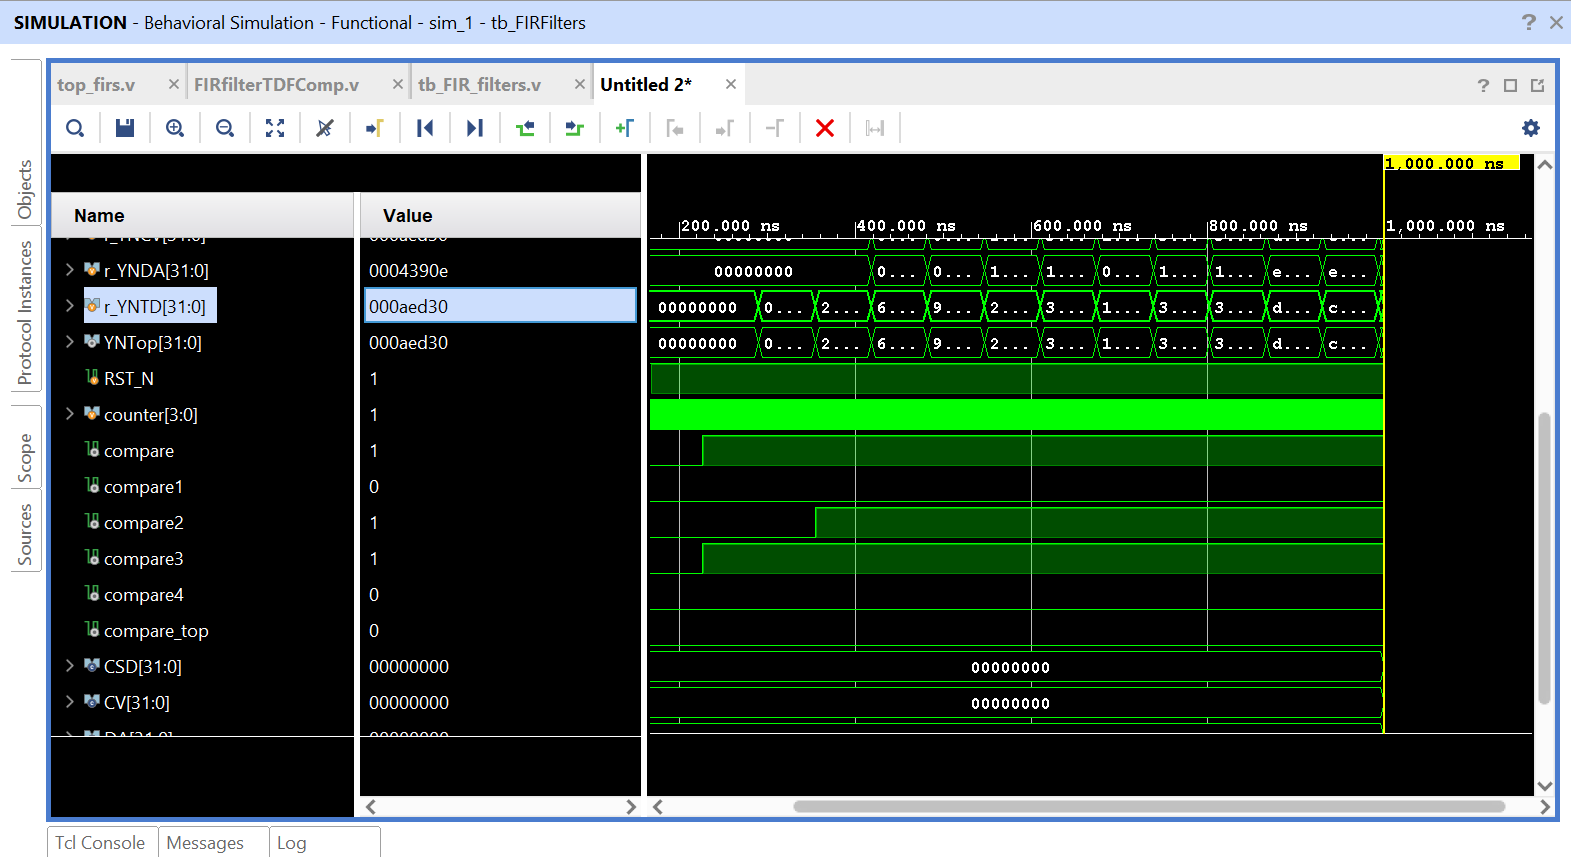 SIMULATION - Behavioral Simulation - Functional - sim_1 - tb_FIRFilters
top_firs.v
FIRfilterTDFComp.v
tb_FIR_filters.v
Untitled 2*
Objects
Protocol Instances
Scope
Sources
1,000.000 ns
Name
Value
200.000 ns
400.000 ns
600.000 ns
800.000 ns
1,000.000 ns
r_YNDA[31:0]
0004390e
00000000
0...
0...
1...
1...
0...
1...
1...
e...
e...
r_YNTD[31:0]
000aed30
00000000
0...
2...
6...
9...
2...
3...
1...
3...
3...
d...
c...
YNTop[31:0]
000aed30
00000000
0...
2...
6...
9...
2...
3...
1...
3...
3...
d...
c...
RST_N
1
counter[3:0]
1
compare
1
compare1
0
compare2
1
compare3
1
compare4
0
compare_top
0
CSD[31:0]
00000000
00000000
CV[31:0]
00000000
00000000
Tcl Console
Messages
Log